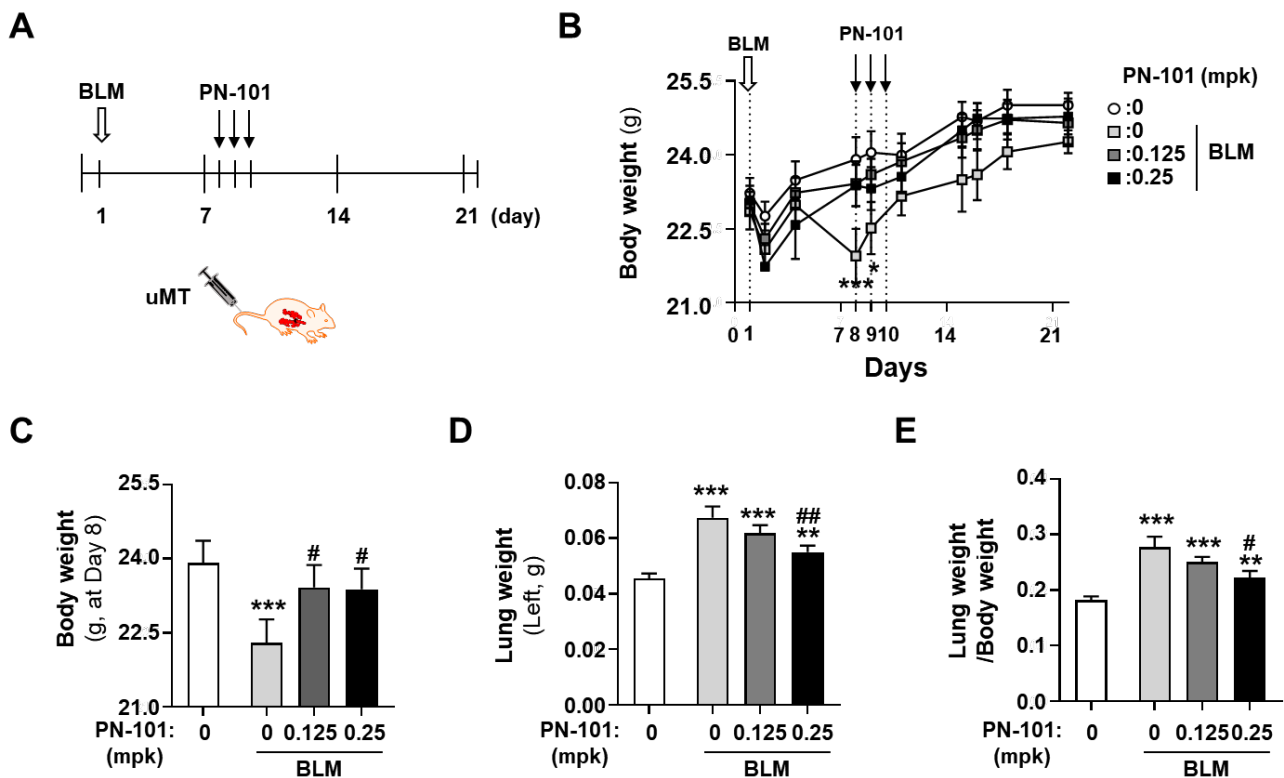 A
BLM
PN-101
1
7
14
21
(day)
uMT
B
BLM
PN-101
PN-101 (mpk)
:0
:0
:0.125
:0.25
BLM
Body weight (g)
25.5
24.0
22.5
21.0
***
*
0 1 7 8 9 10 14 21
Days
C
Body weight
(g, at Day 8)
25.5
24.0
22.5
21.0
***
#
#
PN-101: 0 0 0.125 0.25
(mpk)
BLM
D
Lung weight
(Left, g)
0.08
0.06
0.04
0.02
0.00
***
***
##
**
PN-101: 0 0 0.125 0.25
(mpk)
BLM
E
Lung weight
/Body weight
0.4
0.3
0.2
0.1
0.0
***
***
#
**
PN-101: 0 0 0.125 0.25
(mpk)
BLM